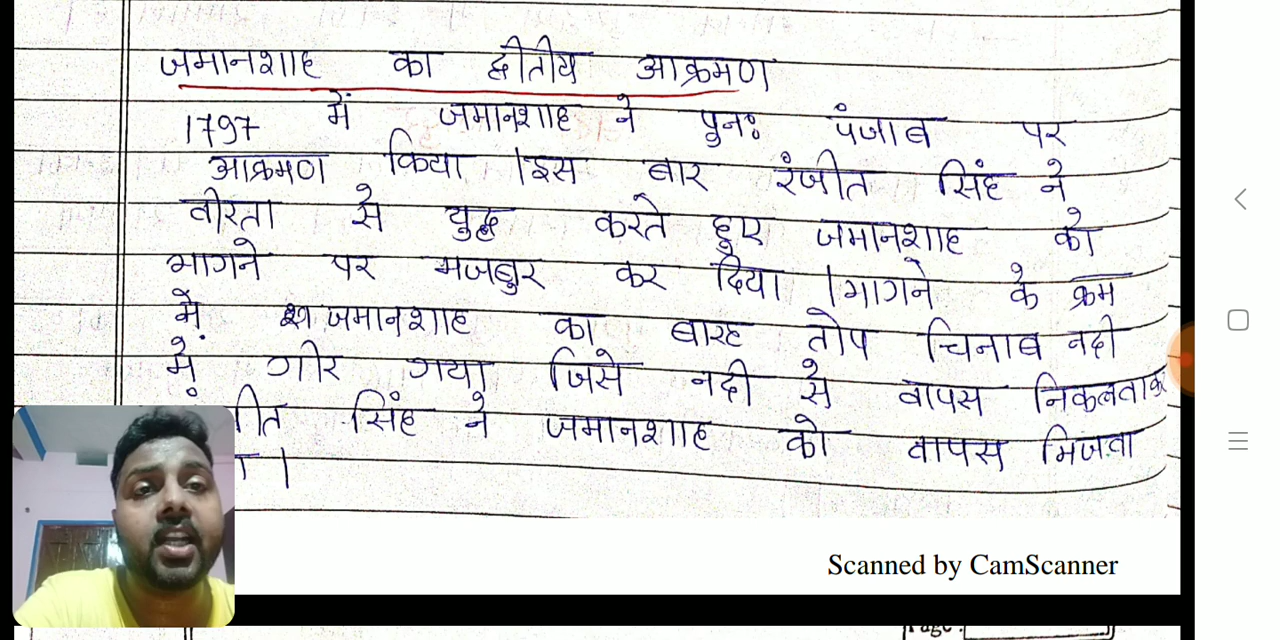 जमानशाह का द्वीतीय आक्रमण
1797 में जमानशाह ने पुनः पंजाब पर
आक्रमण किया । इस बार रंजीत सिंह ने
वीरता से युद्ध करते हुए जमानशाह को
भागने पर मजबुर कर दिया । भागने के क्रम
में जमानशाह का बारह तोप चिनाब नदी
में गीर गया जिसे नदी से वापस निकलवाकर
सिंह ने जमानशाह को वापस भिजवा
।
Scanned by CamScanner
Page